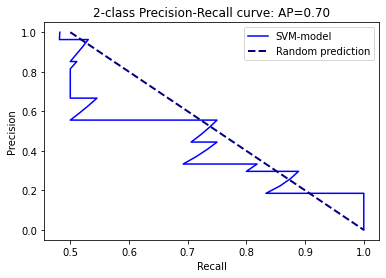 2-class Precision-Recall curve: AP=0.70
SVM-model
Random prediction
Precision
1.0
0.8
0.6
0.4
0.2
0.0
0.5
0.6
0.7
0.8
0.9
1.0
Recall